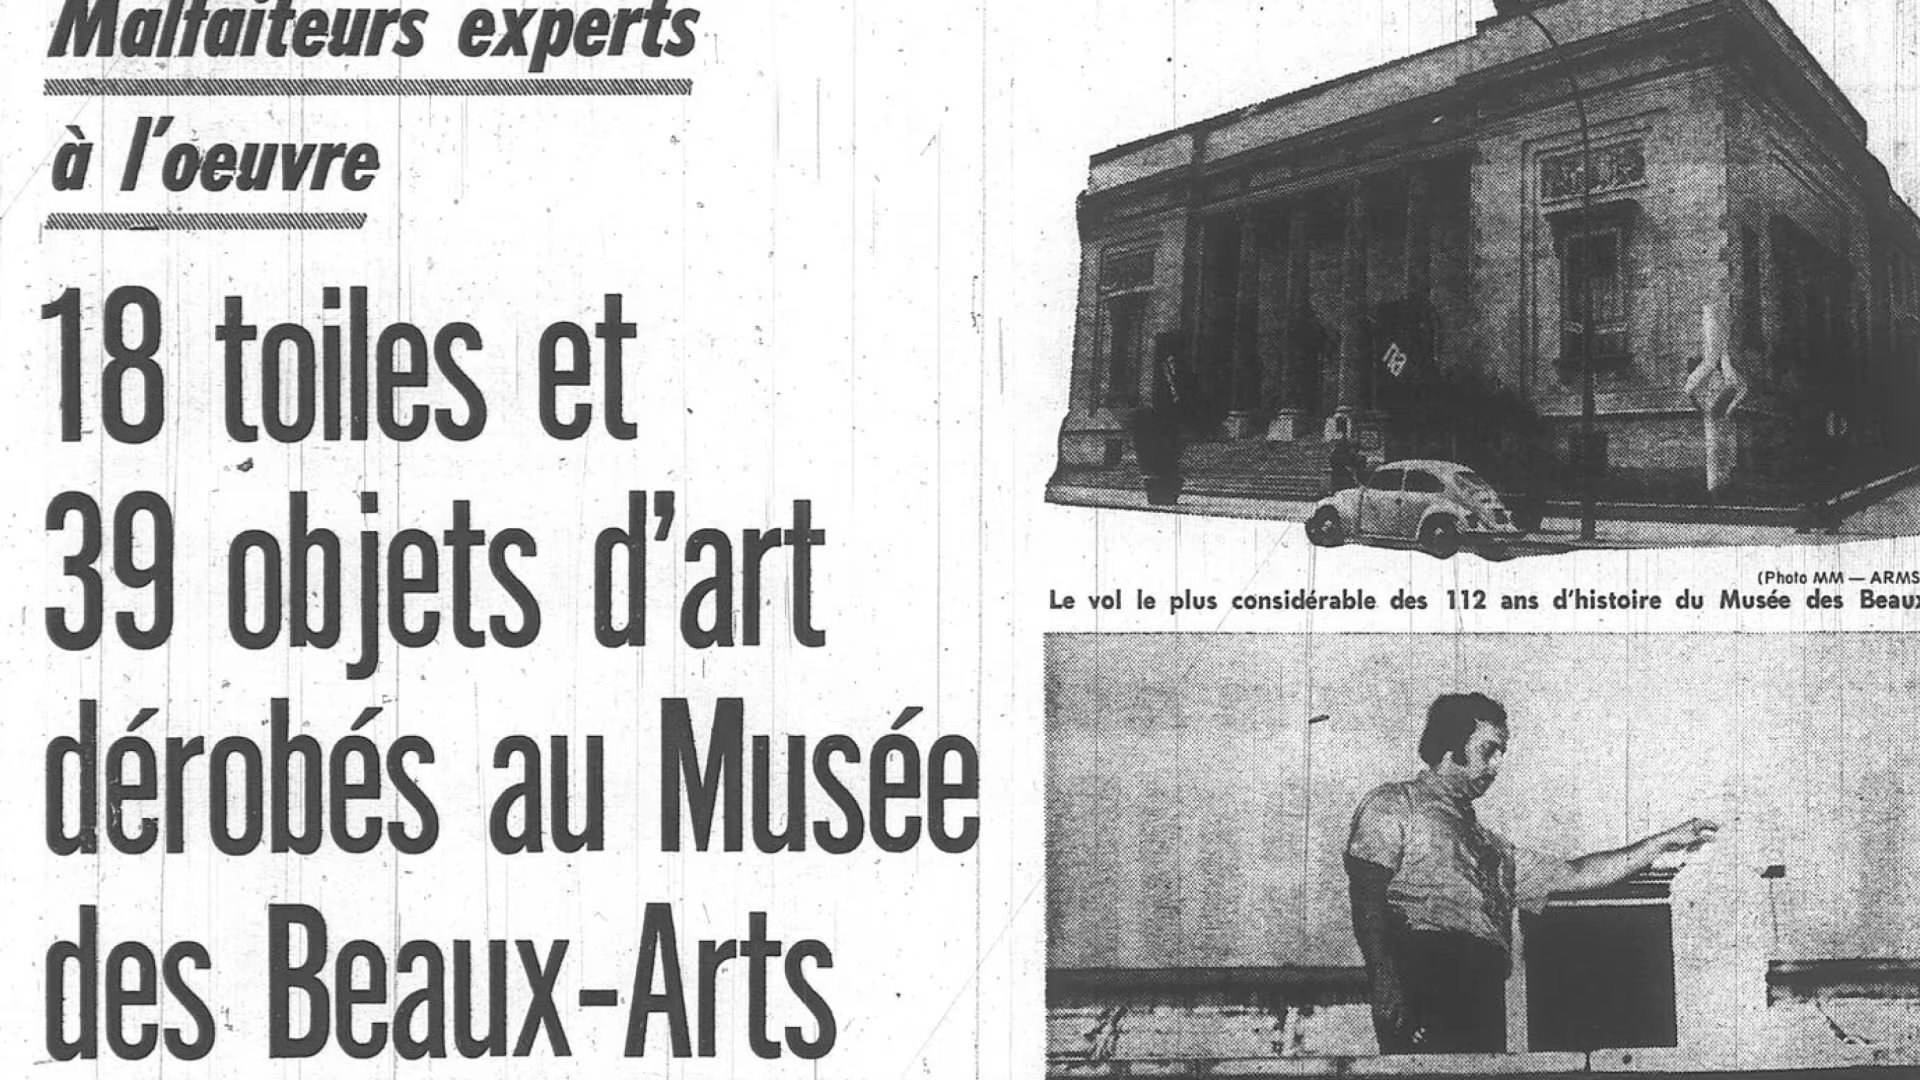 Malfaiteurs experts
à l'oeuvre
18 toiles et
39 objets d'art
dérobés au Musée
des Beaux-Arts
(Photo MM — ARMS
Le vol le plus considérable des 112 ans d'histoire du Musée des Beaux